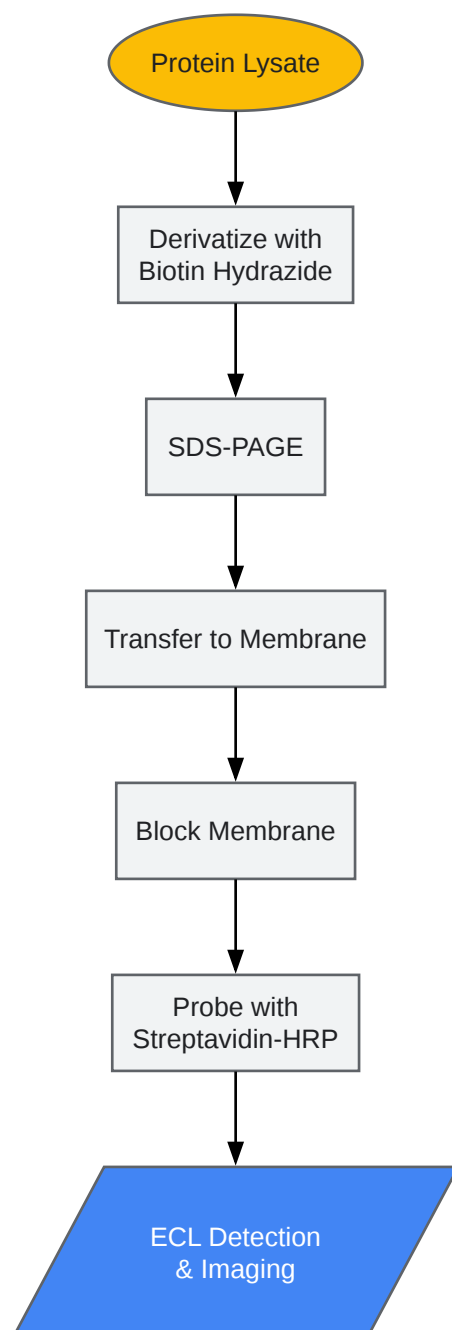 Protein Lysate
Derivatize with
Biotin Hydrazide
SDS-PAGE
Transfer to Membrane
Block Membrane
Probe with
Streptavidin-HRP
ECL Detection
& Imaging